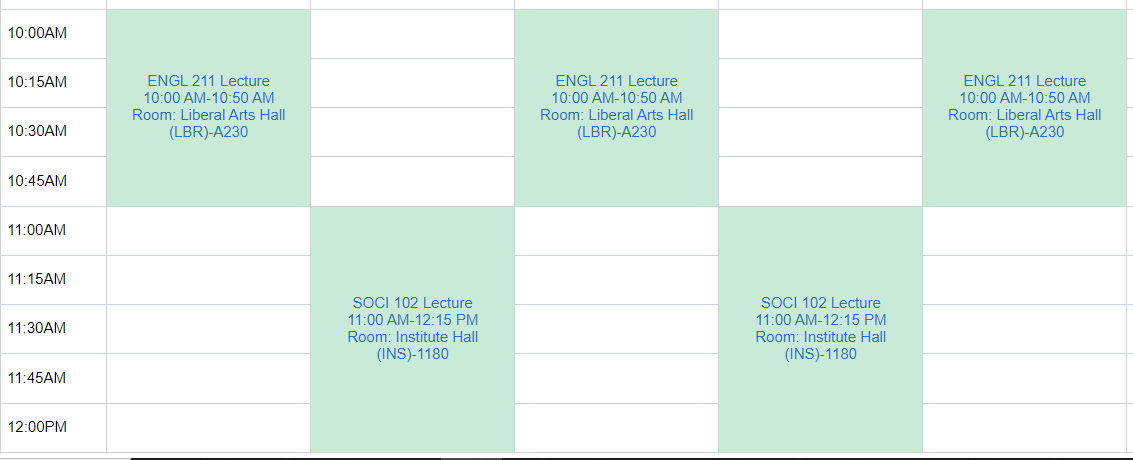 10:00AM
10:15AM
10:30AM
10:45AM
11:00AM
11:15AM
11:30AM
11:45AM
12:00PM
ENGL 211 Lecture
10:00 AM-10:50 AM
Room: Liberal Arts Hall
(LBR)-A230
SOCI 102 Lecture
11:00 AM-12:15 PM
Room: Institute Hall
(INS)-1180
ENGL 211 Lecture
10:00 AM-10:50 AM
Room: Liberal Arts Hall
(LBR)-A230
SOCI 102 Lecture
11:00 AM-12:15 PM
Room: Institute Hall
(INS)-1180
ENGL 211 Lecture
10:00 AM-10:50 AM
Room: Liberal Arts Hall
(LBR)-A230